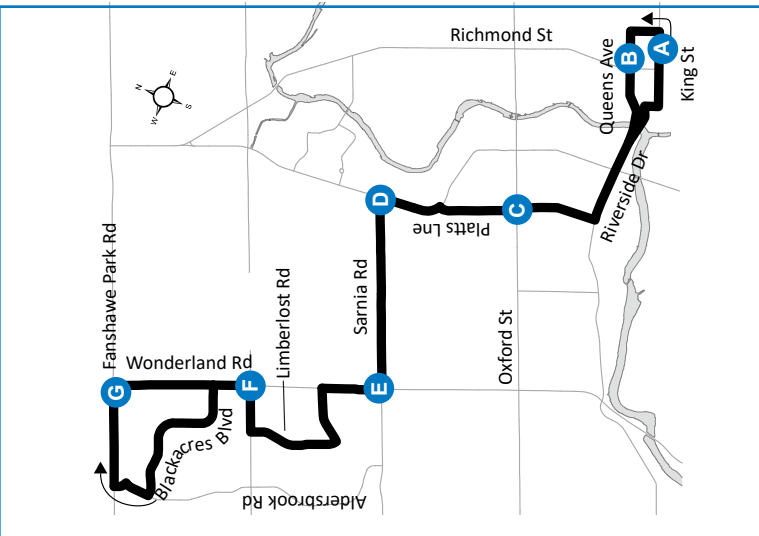 Richmond St
Queens Ave
King St
A
B
N
E
S
W
Riverside Dr
D
C
Platts Lne
Fanshawe Park Rd
Limberlost Rd
Sarnia Rd
Oxford St
Wonderland Rd
G
F
E
Blackacres Blvd
Aldersbrook Rd